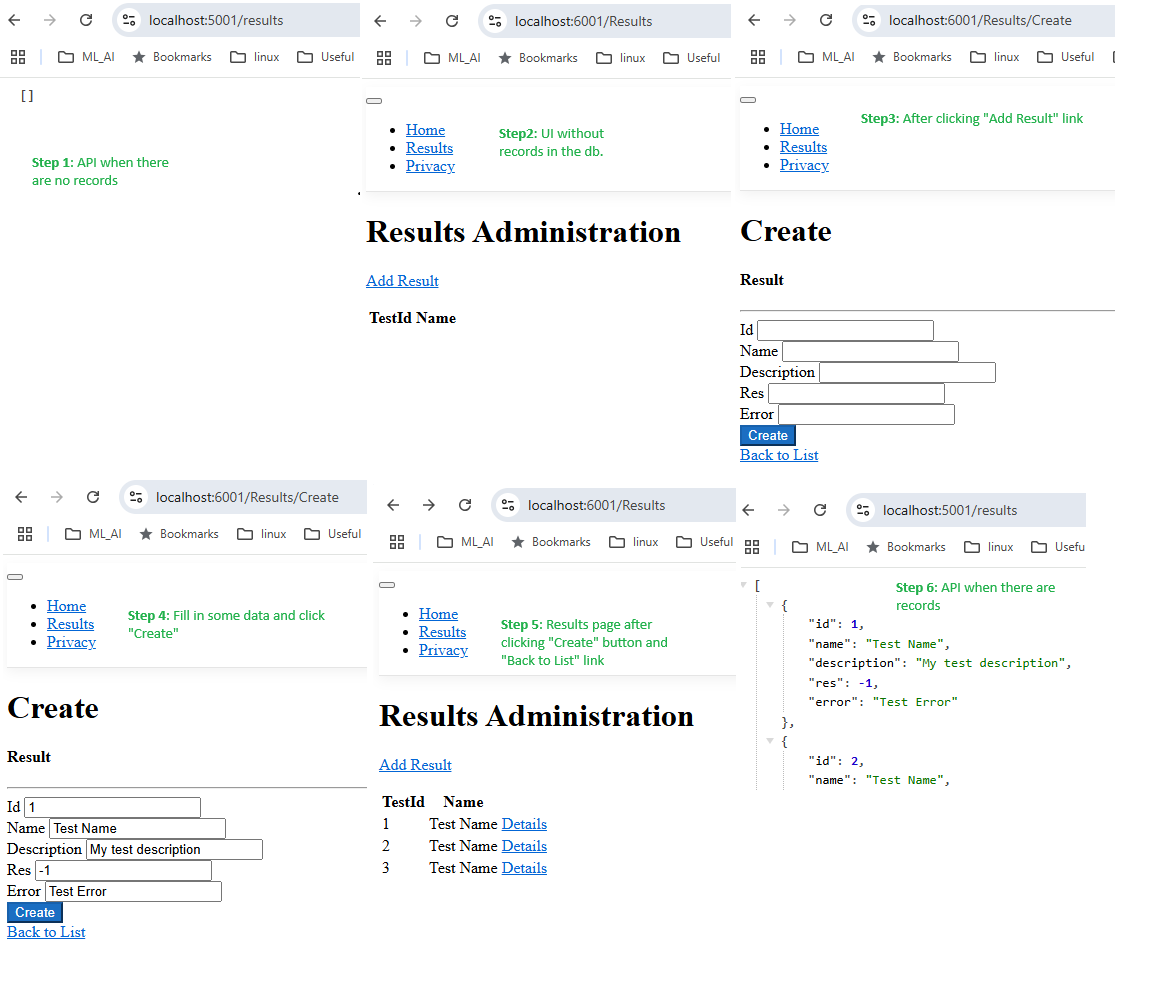 localhost:5001/results
ML_AI Bookmarks linux Useful
[]
Step 1: API when there
are no records
localhost:6001/Results
ML_AI Bookmarks linux Useful
Home
Results
Privacy
Step2: UI without
records in the db.
Results Administration
Add Result
TestId Name
localhost:6001/Results/Create
ML_AI Bookmarks linux Useful
Home
Results
Privacy
Step3: After clicking "Add Result" link
Create
Result
Id
Name
Description
Res
Error
Create
Back to List
localhost:6001/Results/Create
ML_AI Bookmarks linux Useful
Home
Results
Privacy
Step 4: Fill in some data and click
"Create"
Create
Result
Id 1
Name Test Name
Description My test description
Res -1
Error Test Error
Create
Back to List
localhost:6001/Results
ML_AI Bookmarks linux Useful
Home
Results
Privacy
Step 5: Results page after
clicking "Create" button and
"Back to List" link
Results Administration
Add Result
TestId Name
1 Test Name Details
2 Test Name Details
3 Test Name Details
localhost:5001/results
ML_AI Bookmarks linux Usefu
Step 6: API when there are
records
[
{
"id": 1,
"name": "Test Name",
"description": "My test description",
"res": -1,
"error": "Test Error"
},
{
"id": 2,
"name": "Test Name",